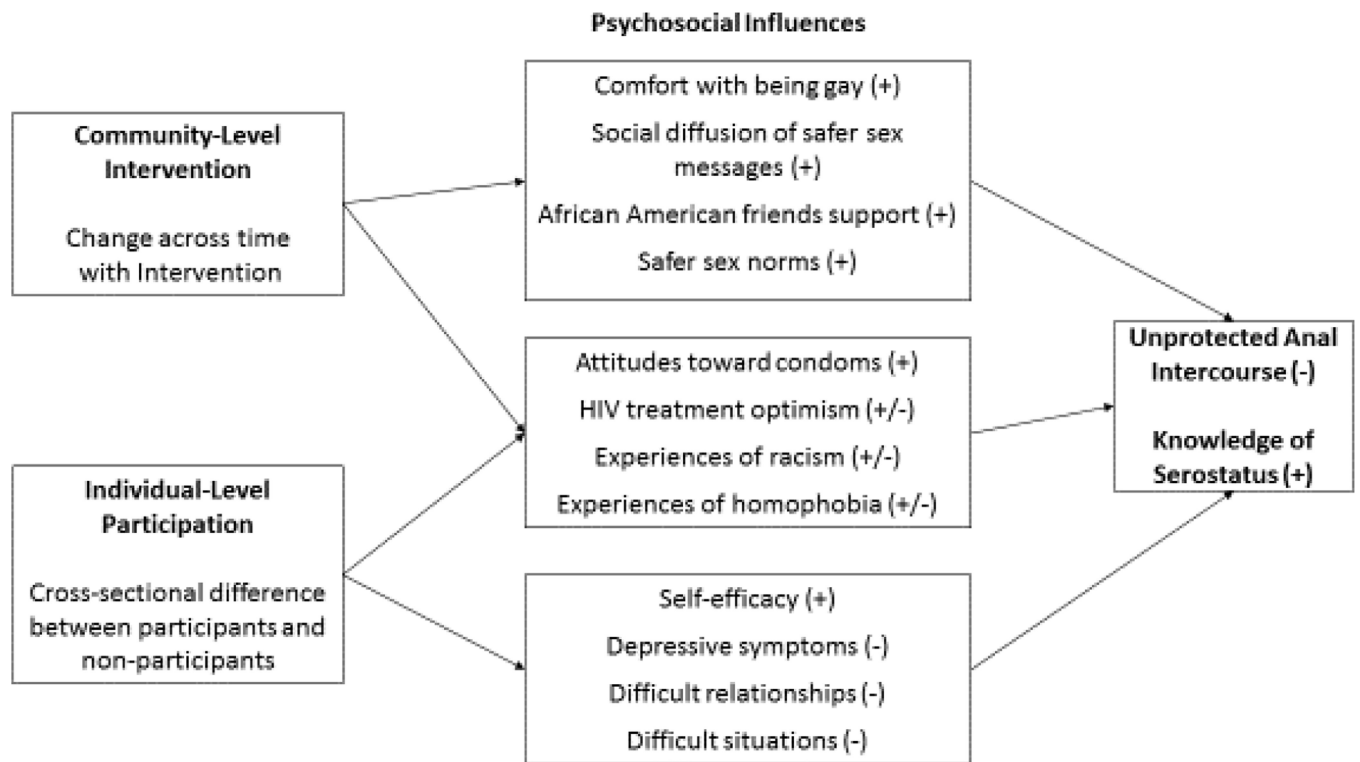 Psychosocial Influences
Community-Level
Intervention
Change across time
with Intervention
Individual-Level
Participation
Cross-sectional difference
between participants and
non-participants
Comfort with being gay (+)
Social diffusion of safer sex
messages (+)
African American friends support (+)
Safer sex norms (+)
Attitudes toward condoms (+)
HIV treatment optimism (+/-)
Experiences of racism (+/-)
Experiences of homophobia (+/-)
Self-efficacy (+)
Depressive symptoms (-)
Difficult relationships (-)
Difficult situations (-)
Unprotected Anal
Intercourse (-)
Knowledge of
Serostatus (+)